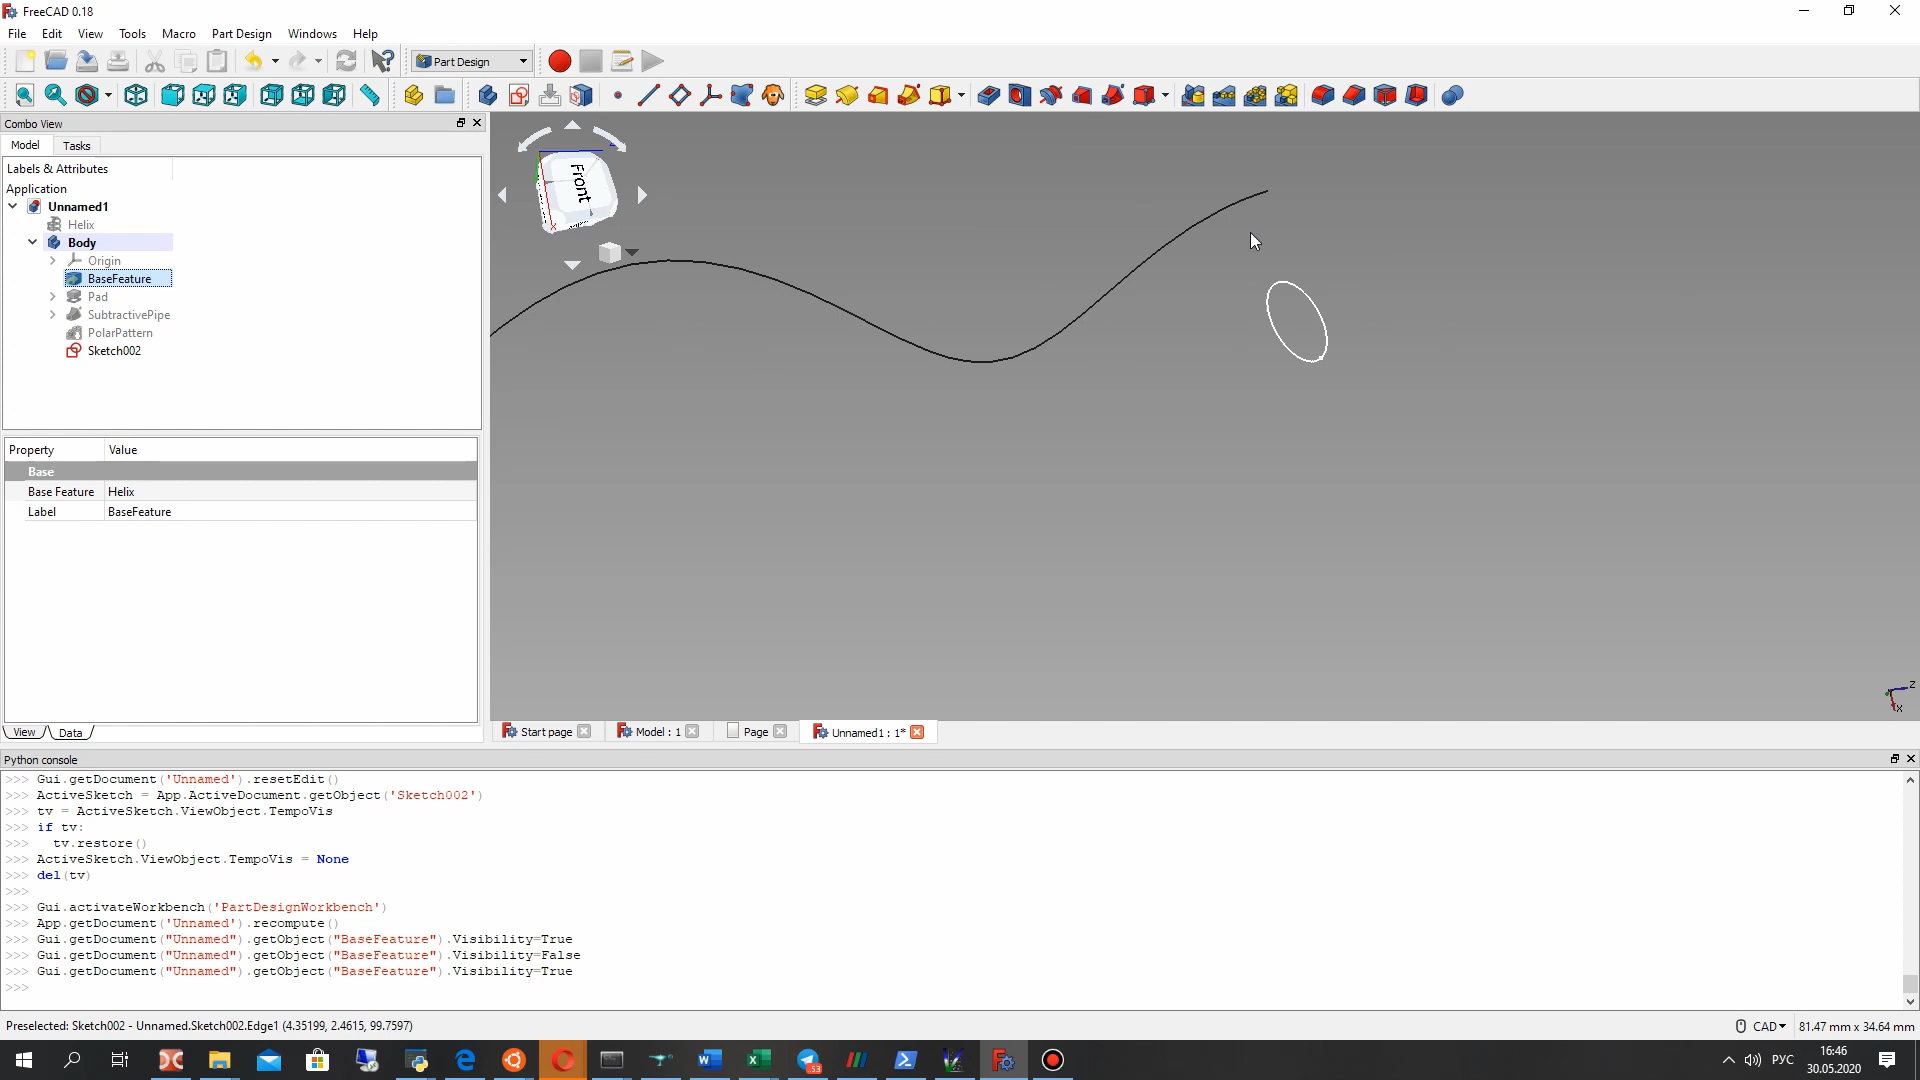 FreeCAD 0.18
File Edit View Tools Macro Part Design Windows Help
Part Design
Combo View
Model Tasks
Labels & Attributes
Application
Unnamed1
Helix
Body
Origin
BaseFeature
Pad
SubtractivePipe
PolarPattern
Sketch002
Property Value
Base
Base Feature Helix
Label BaseFeature
View Data
Front
X
Z
X
Start page Model : 1 Page Unnamed1 : 1*
Python console
>>> Gui.getDocument('Unnamed').resetEdit()
>>> ActiveSketch = App.ActiveDocument.getObject('Sketch002')
>>> tv = ActiveSketch.ViewObject.TempoVis
>>> if tv:
>>>   tv.restore()
>>> ActiveSketch.ViewObject.TempoVis = None
>>> del(tv)
>>>
>>> Gui.activateWorkbench('PartDesignWorkbench')
>>> App.getDocument('Unnamed').recompute()
>>> Gui.getDocument("Unnamed").getObject("BaseFeature").Visibility=True
>>> Gui.getDocument("Unnamed").getObject("BaseFeature").Visibility=False
>>> Gui.getDocument("Unnamed").getObject("BaseFeature").Visibility=True
>>>
Preselected: Sketch002 - Unnamed.Sketch002.Edge1 (4.35199, 2.4615, 99.7597)
CAD 81.47 mm x 34.64 mm
53
РУС
16:46
30.05.2020